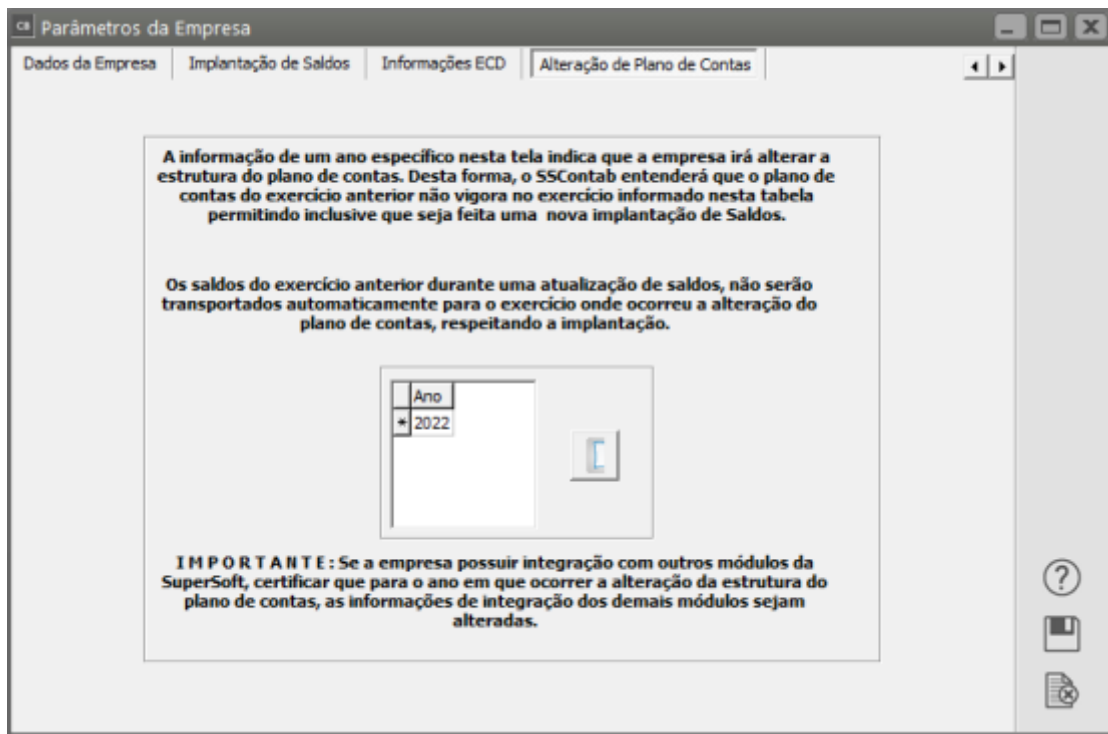 CB Parâmetros da Empresa
Dados da Empresa Implantação de Saldos Informações ECD Alteração de Plano de Contas
A informação de um ano específico nesta tela indica que a empresa irá alterar a
estrutura do plano de contas. Desta forma, o SSContab entenderá que o plano de
contas do exercício anterior não vigora no exercício informado nesta tabela
permitindo inclusive que seja feita uma nova implantação de Saldos.
Os saldos do exercício anterior durante uma atualização de saldos, não serão
transportados automaticamente para o exercício onde ocorreu a alteração do
plano de contas, respeitando a implantação.
Ano
* 2022
I M P O R T A N T E : Se a empresa possuir integração com outros módulos da
SuperSoft, certificar que para o ano em que ocorrer a alteração da estrutura do
plano de contas, as informações de integração dos demais módulos sejam
alteradas.